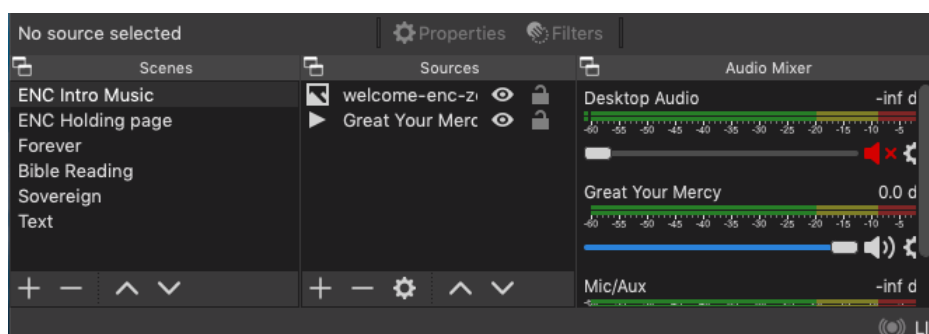 No source selected
Properties
Filters
Scenes
Sources
Audio Mixer
ENC Intro Music
ENC Holding page
Forever
Bible Reading
Sovereign
Text
welcome-enc-z
Great Your Merc
Desktop Audio -inf d
-60 -55 -50 -45 -40 -35 -30 -25 -20 -15 -10 -5
Great Your Mercy 0.0 d
-60 -55 -50 -45 -40 -35 -30 -25 -20 -15 -10 -5
Mic/Aux -inf d
LI